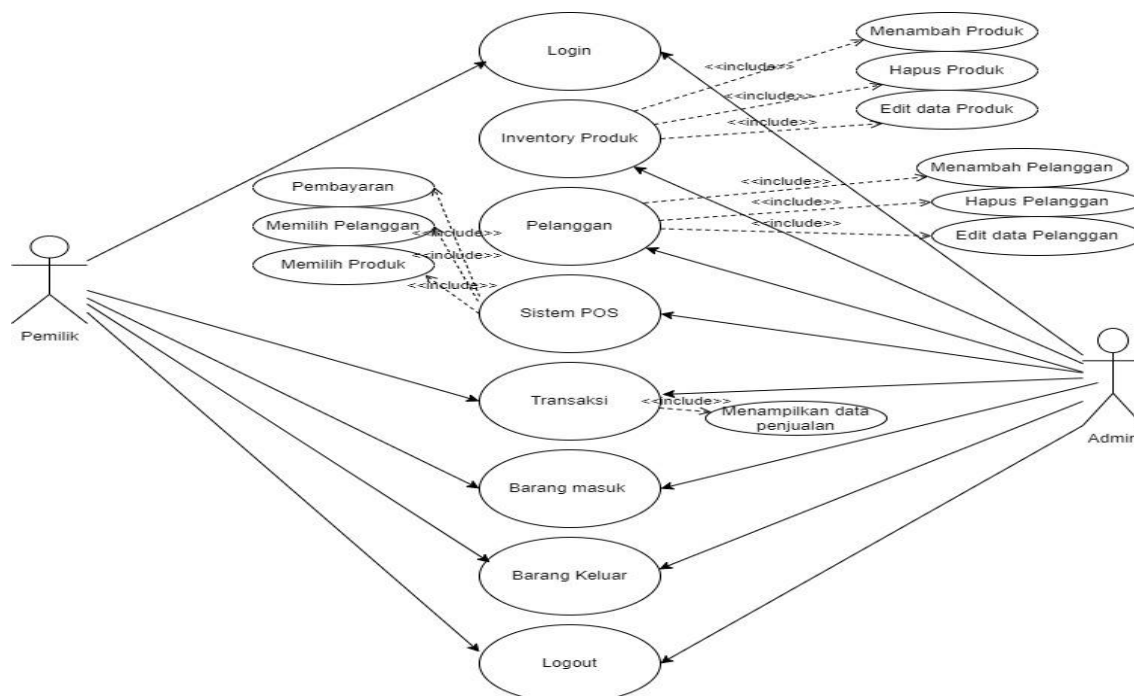 Login
Menambah Produk
<<include>>
Hapus Produk
<<include>>
Edit data Produk
<<include>>
Inventory Produk
Menambah Pelanggan
<<include>>
Hapus Pelanggan
<<include>>
Edit data Pelanggan
<<include>>
Pelanggan
Pembayaran
Memilih Pelanggan
<<include>>
<<include>>
Memilih Produk
<<include>>
Sistem POS
Pemilik
Admin
Transaksi
<<include>>
Menampilkan data
penjualan
Barang masuk
Barang Keluar
Logout